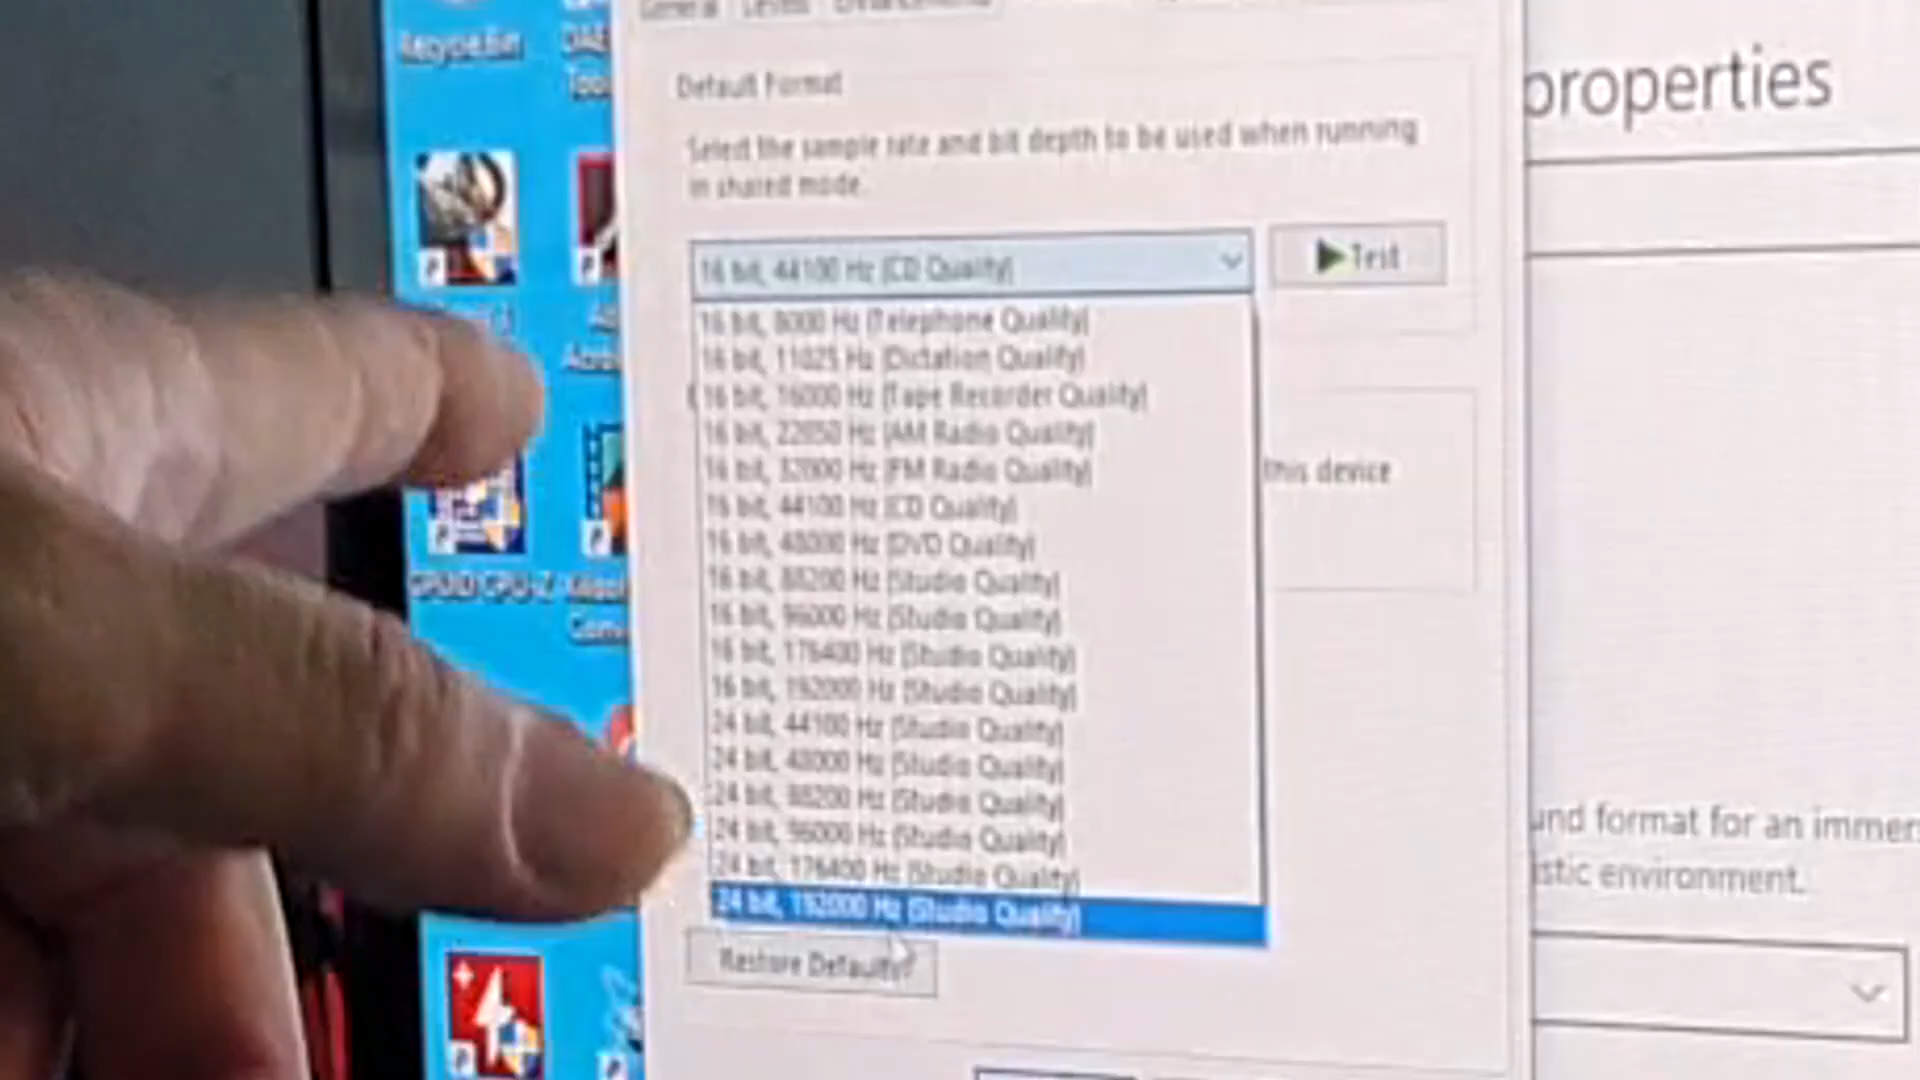 General Levels Enhancements
Recycle Bin
properties
Default Format
Select the sample rate and bit depth to be used when running
in shared mode.
16 bit, 44100 Hz (CD Quality)
Test
16 bit, 8000 Hz (Telephone Quality)
16 bit, 11025 Hz (Dictation Quality)
16 bit, 16000 Hz (Tape Recorder Quality)
16 bit, 22050 Hz (AM Radio Quality)
16 bit, 32000 Hz (FM Radio Quality)
16 bit, 44100 Hz (CD Quality)
16 bit, 48000 Hz (DVD Quality)
16 bit, 88200 Hz (Studio Quality)
16 bit, 96000 Hz (Studio Quality)
16 bit, 176400 Hz (Studio Quality)
16 bit, 192000 Hz (Studio Quality)
24 bit, 44100 Hz (Studio Quality)
24 bit, 48000 Hz (Studio Quality)
24 bit, 88200 Hz (Studio Quality)
24 bit, 96000 Hz (Studio Quality)
24 bit, 176400 Hz (Studio Quality)
24 bit, 192000 Hz (Studio Quality)
this device
CPUID CPU-Z
Restore Defaults
und format for an immer
stic environment.